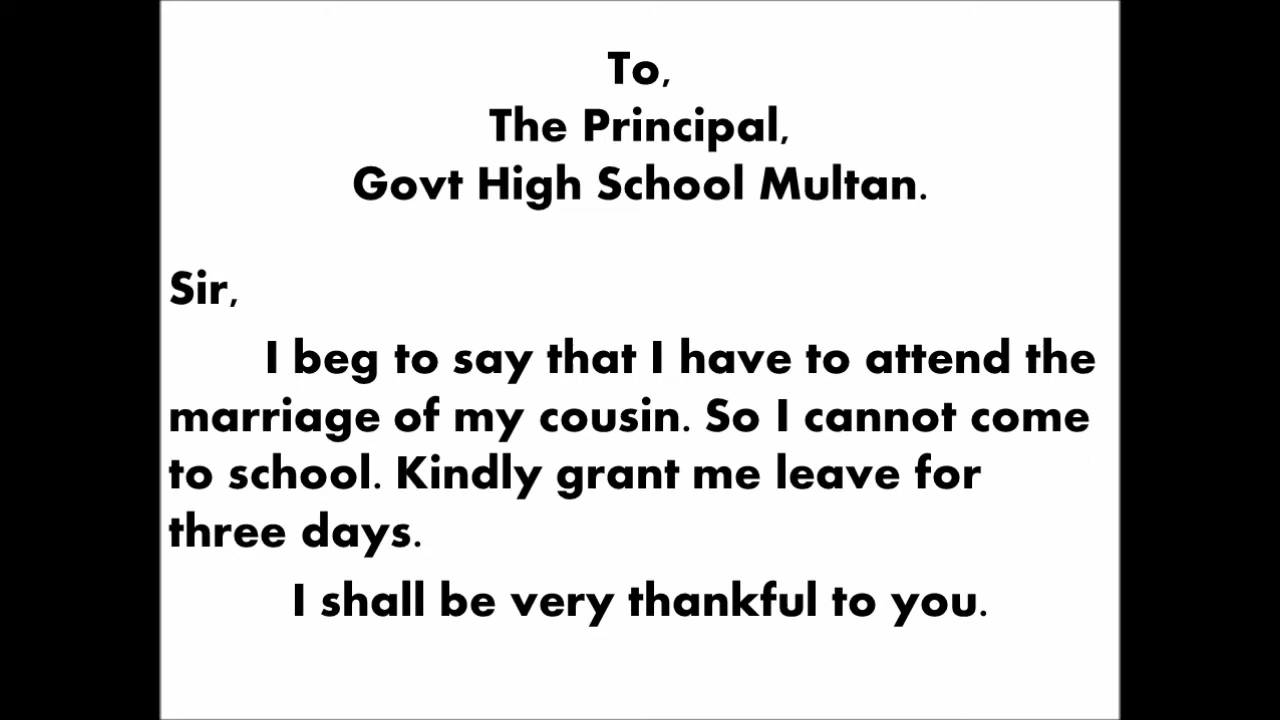 To,
The Principal,
Govt High School Multan.
Sir,
I beg to say that I have to attend the
marriage of my cousin. So I cannot come
to school. Kindly grant me leave for
three days.
I shall be very thankful to you.